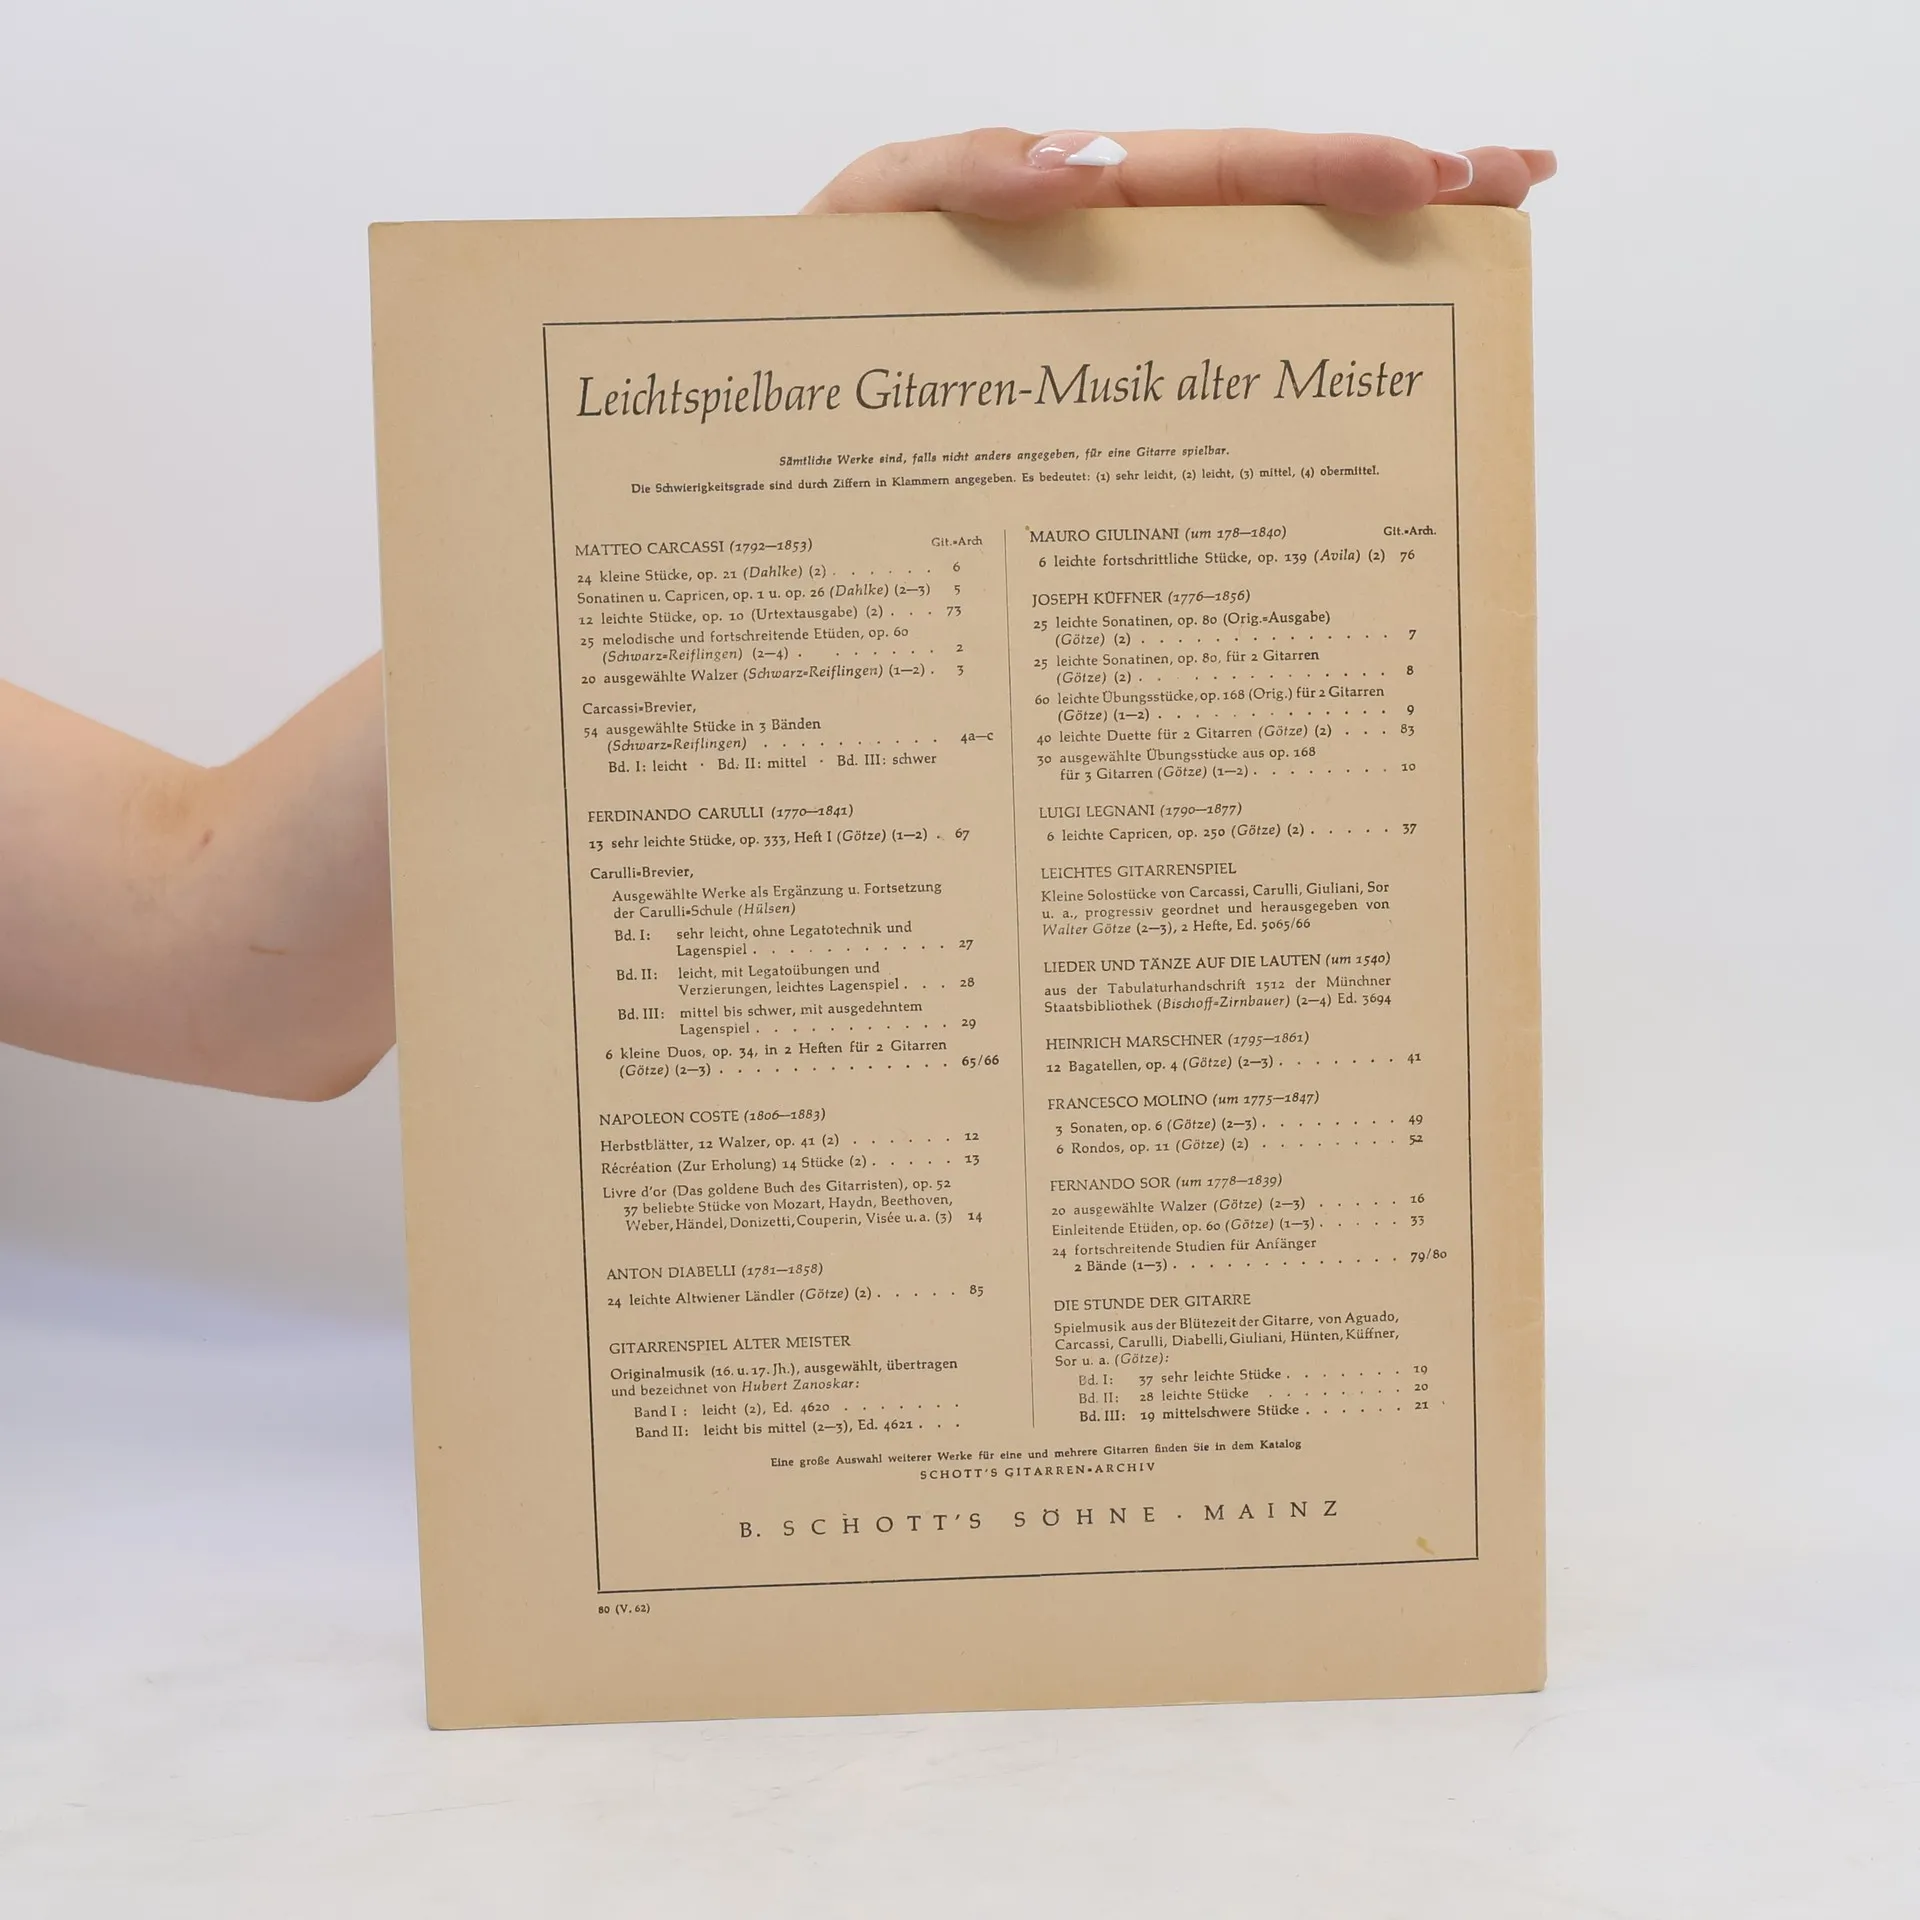 Leichtspielbare Gitarren-Musik alter Meister
Sämtliche Werke sind, falls nicht anders angegeben, für eine Gitarre spielbar.
Die Schwierigkeitsgrade sind durch Ziffern in Klammern angegeben. Es bedeutet: (1) sehr leicht, (2) leicht, (3) mittel, (4) obermittel.
MATTEO CARCASSI (1792—1853) Git.=Arch
24 kleine Stücke, op. 21 (Dahlke) (2) . . . . . . 6
Sonatinen u. Capricen, op. 1 u. op. 26 (Dahlke) (2—3) 5
12 leichte Stücke, op. 10 (Urtextausgabe) (2) . . . 73
25 melodische und fortschreitende Etüden, op. 60
(Schwarz=Reiflingen) (2—4) . . . . . . . 2
20 ausgewählte Walzer (Schwarz=Reiflingen) (1—2) . 3
Carcassi=Brevier,
54 ausgewählte Stücke in 3 Bänden
(Schwarz=Reiflingen) . . . . . . . . . . 4a—c
Bd. I: leicht · Bd. II: mittel · Bd. III: schwer
FERDINANDO CARULLI (1770—1841)
13 sehr leichte Stücke, op. 333, Heft I (Götze) (1—2) . 67
Carulli=Brevier,
Ausgewählte Werke als Ergänzung u. Fortsetzung
der Carulli=Schule (Hülsen)
Bd. I: sehr leicht, ohne Legatotechnik und
Lagenspiel . . . . . . . . . . . 27
Bd. II: leicht, mit Legatoübungen und
Verzierungen, leichtes Lagenspiel . . . 28
Bd. III: mittel bis schwer, mit ausgedehntem
Lagenspiel . . . . . . . . . . . 29
6 kleine Duos, op. 34, in 2 Heften für 2 Gitarren
(Götze) (2—3) . . . . . . . . . . . . . 65/66
NAPOLEON COSTE (1806—1883)
Herbstblätter, 12 Walzer, op. 41 (2) . . . . . . 12
Récréation (Zur Erholung) 14 Stücke (2) . . . . . 13
Livre d'or (Das goldene Buch des Gitarristen), op. 52
37 beliebte Stücke von Mozart, Haydn, Beethoven,
Weber, Händel, Donizetti, Couperin, Visée u. a. (3) 14
ANTON DIABELLI (1781—1858)
24 leichte Altwiener Ländler (Götze) (2) . . . . . 85
GITARRENSPIEL ALTER MEISTER
Originalmusik (16. u. 17. Jh.), ausgewählt, übertragen
und bezeichnet von Hubert Zanoskar:
Band I : leicht (2), Ed. 4620 . . . . . . .
Band II: leicht bis mittel (2—3), Ed. 4621 . . .
MAURO GIULINANI (um 178—1840) Git.=Arch.
6 leichte fortschrittliche Stücke, op. 139 (Avila) (2) 76
JOSEPH KÜFFNER (1776—1856)
25 leichte Sonatinen, op. 80 (Orig.=Ausgabe)
(Götze) (2) . . . . . . . . . . . . . . 7
25 leichte Sonatinen, op. 80, für 2 Gitarren
(Götze) (2) . . . . . . . . . . . . . . 8
60 leichte Übungsstücke, op. 168 (Orig.) für 2 Gitarren
(Götze) (1—2) . . . . . . . . . . . . . 9
40 leichte Duette für 2 Gitarren (Götze) (2) . . . 83
30 ausgewählte Übungsstücke aus op. 168
für 3 Gitarren (Götze) (1—2) . . . . . . . . 10
LUIGI LEGNANI (1790—1877)
6 leichte Capricen, op. 250 (Götze) (2) . . . . . 37
LEICHTES GITARRENSPIEL
Kleine Solostücke von Carcassi, Carulli, Giuliani, Sor
u. a., progressiv geordnet und herausgegeben von
Walter Götze (2—3), 2 Hefte, Ed. 5065/66
LIEDER UND TÄNZE AUF DIE LAUTEN (um 1540)
aus der Tabulaturhandschrift 1512 der Münchner
Staatsbibliothek (Bischoff=Zirnbauer) (2—4) Ed. 3694
HEINRICH MARSCHNER (1795—1861)
12 Bagatellen, op. 4 (Götze) (2—3) . . . . . . . 41
FRANCESCO MOLINO (um 1775—1847)
3 Sonaten, op. 6 (Götze) (2—3) . . . . . . . . 49
6 Rondos, op. 11 (Götze) (2) . . . . . . . . 52
FERNANDO SOR (um 1778—1839)
20 ausgewählte Walzer (Götze) (2—3) . . . . . 16
Einleitende Etüden, op. 60 (Götze) (1—3) . . . . . 33
24 fortschreitende Studien für Anfänger
2 Bände (1—3) . . . . . . . . . . . . . 79/80
DIE STUNDE DER GITARRE
Spielmusik aus der Blütezeit der Gitarre, von Aguado,
Carcassi, Carulli, Diabelli, Giuliani, Hünten, Küffner,
Sor u. a. (Götze):
Bd. I: 37 sehr leichte Stücke . . . . . . . 19
Bd. II: 28 leichte Stücke . . . . . . . . 20
Bd. III: 19 mittelschwere Stücke . . . . . . 21
Eine große Auswahl weiterer Werke für eine und mehrere Gitarren finden Sie in dem Katalog
SCHOTT'S GITARREN=ARCHIV
B. SCHOTT'S SÖHNE · MAINZ
80 (V. 62)